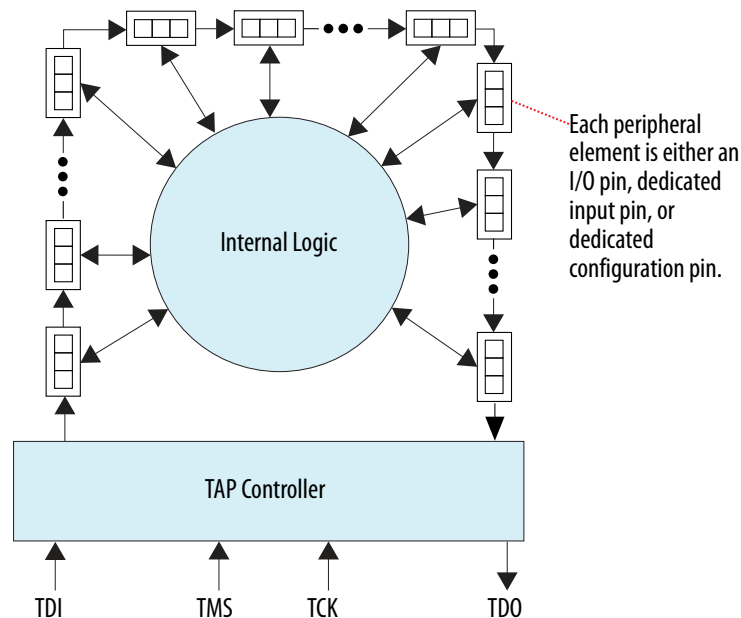 Each peripheral
element is either an
I/O pin, dedicated
input pin, or
dedicated
configuration pin.
Internal Logic
TAP Controller
TDI
TMS
TCK
TDO